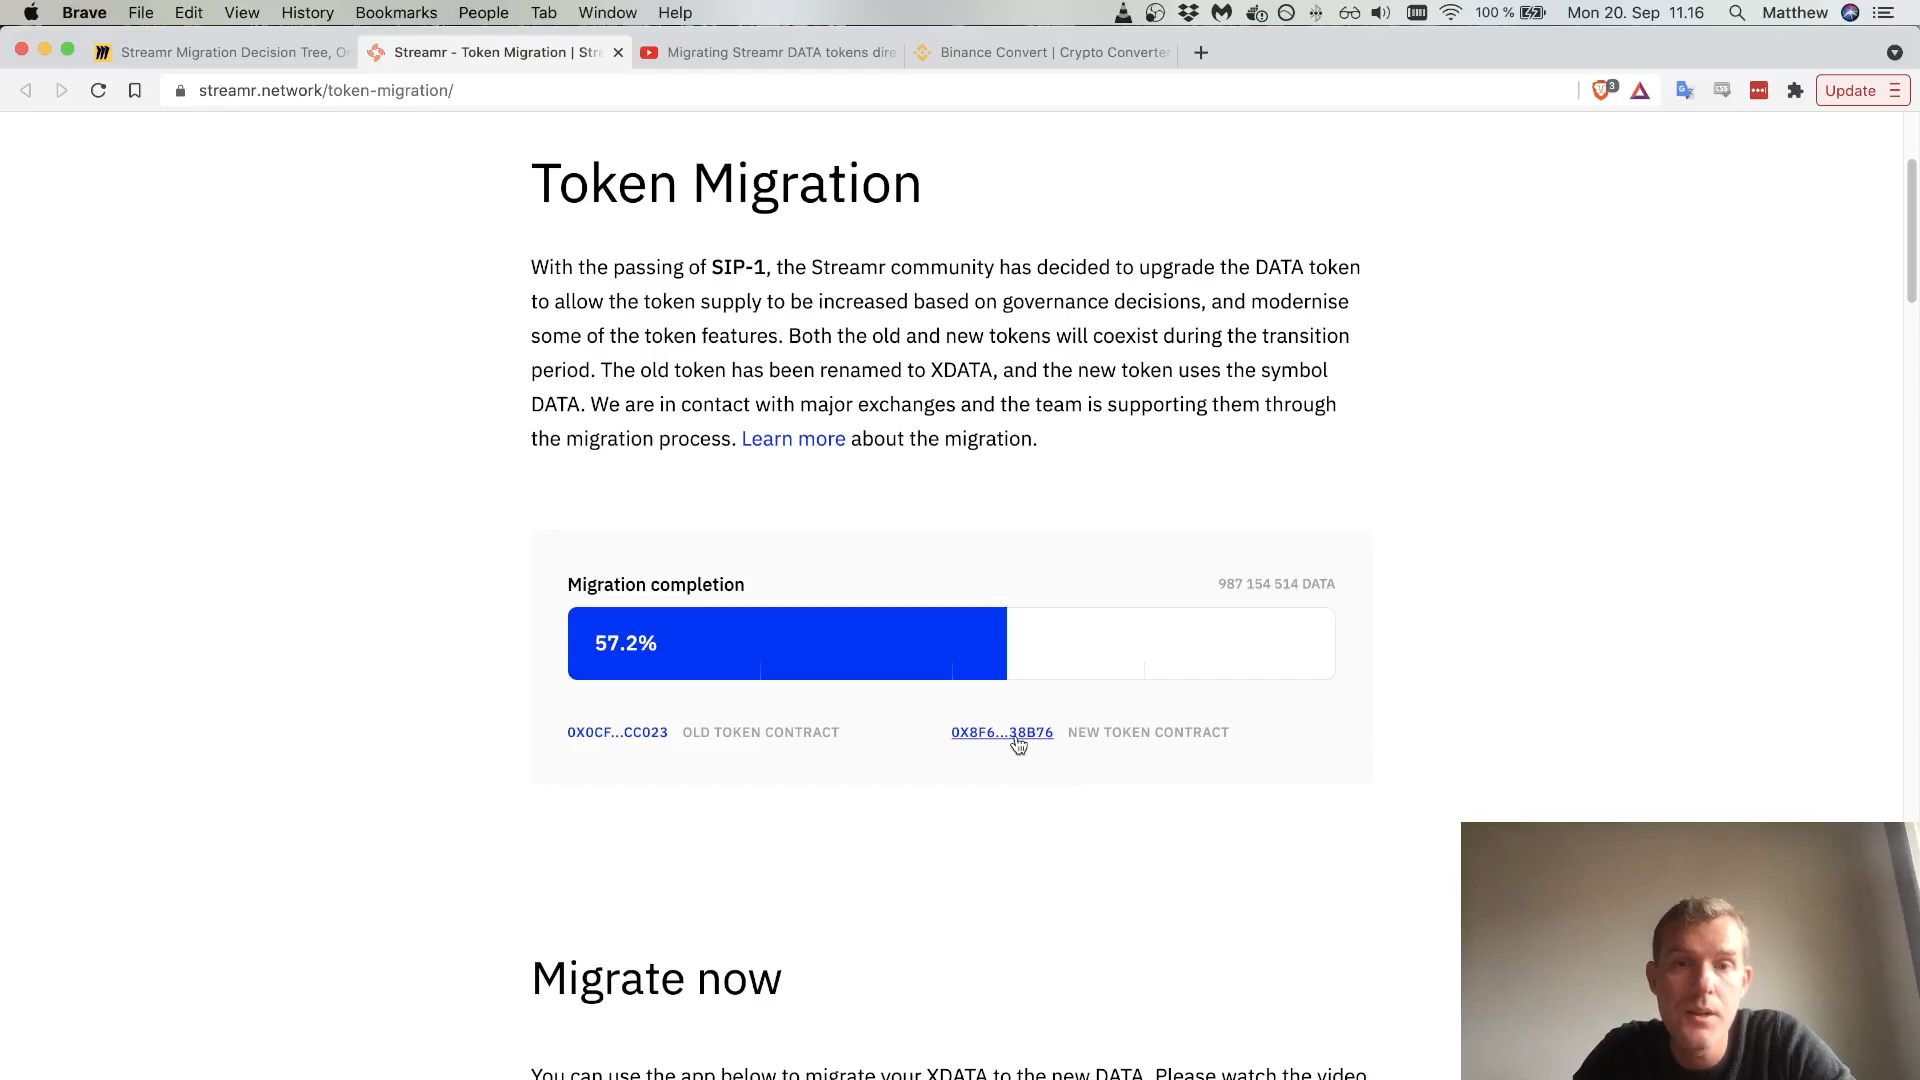 Brave File Edit View History Bookmarks People Tab Window Help 100 % Mon 20. Sep 11.16 Matthew
Streamr Migration Decision Tree, O
Streamr - Token Migration | Stre
Migrating Streamr DATA tokens dire
Binance Convert | Crypto Converter
streamr.network/token-migration/
3
CSS
Update
Token Migration
With the passing of SIP-1, the Streamr community has decided to upgrade the DATA token
to allow the token supply to be increased based on governance decisions, and modernise
some of the token features. Both the old and new tokens will coexist during the transition
period. The old token has been renamed to XDATA, and the new token uses the symbol
DATA. We are in contact with major exchanges and the team is supporting them through
the migration process. Learn more about the migration.
Migration completion
987 154 514 DATA
57.2%
0X0CF...CC023 OLD TOKEN CONTRACT
0X8F6...38B76 NEW TOKEN CONTRACT
Migrate now
You can use the app below to migrate your XDATA to the new DATA. Please watch the video